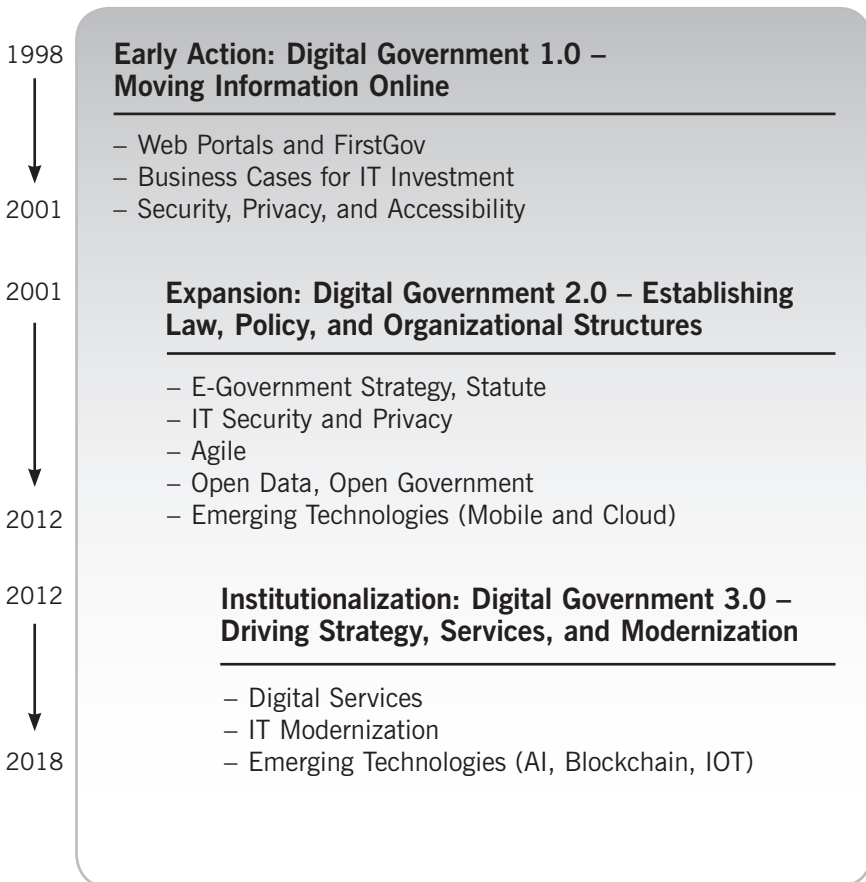 1998
Early Action: Digital Government 1.0 –
Moving Information Online
– Web Portals and FirstGov
– Business Cases for IT Investment
2001
– Security, Privacy, and Accessibility
2001
Expansion: Digital Government 2.0 – Establishing
Law, Policy, and Organizational Structures
– E-Government Strategy, Statute
– IT Security and Privacy
– Agile
– Open Data, Open Government
2012
– Emerging Technologies (Mobile and Cloud)
2012
Institutionalization: Digital Government 3.0 –
Driving Strategy, Services, and Modernization
– Digital Services
– IT Modernization
2018
– Emerging Technologies (AI, Blockchain, IOT)